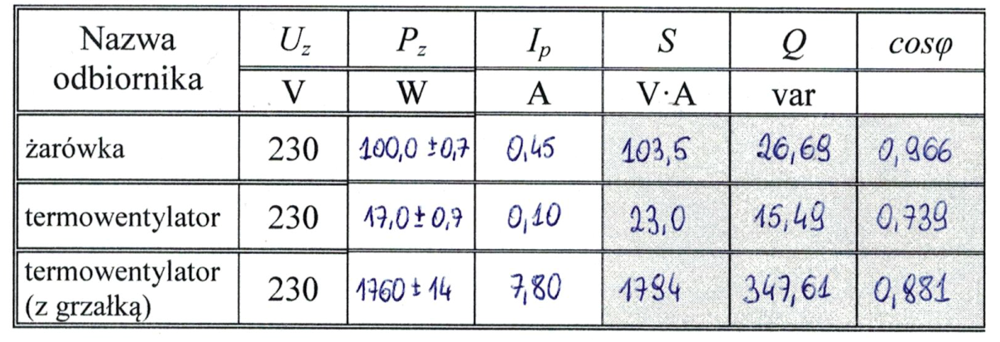 Nazwa odbiornika U_z P_z I_p S Q cosφ
V W A V·A var
żarówka 230 100,0 ± 0,7 0,45 103,5 26,69 0,966
termowentylator 230 17,0 ± 0,7 0,10 23,0 15,49 0,739
termowentylator (z grzałką) 230 1760 ± 14 7,80 1794 347,61 0,881